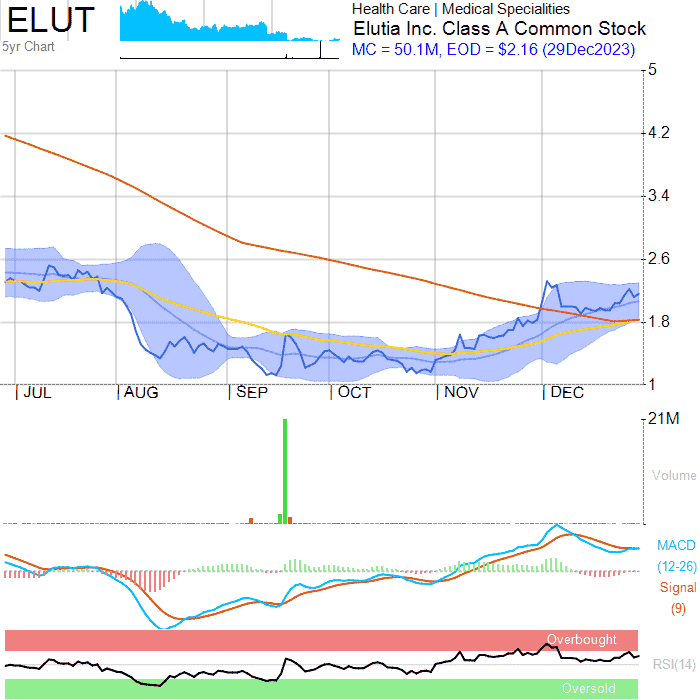 ELUT
5yr Chart
Health Care | Medical Specialities
Elutia Inc. Class A Common Stock
MC = 50.1M, EOD = $2.16 (29Dec2023)
5
4.2
3.4
2.6
1.8
1
JUL AUG SEP OCT NOV DEC
21M
Volume
MACD
(12-26)
Signal
(9)
Overbought
RSI(14)
Oversold